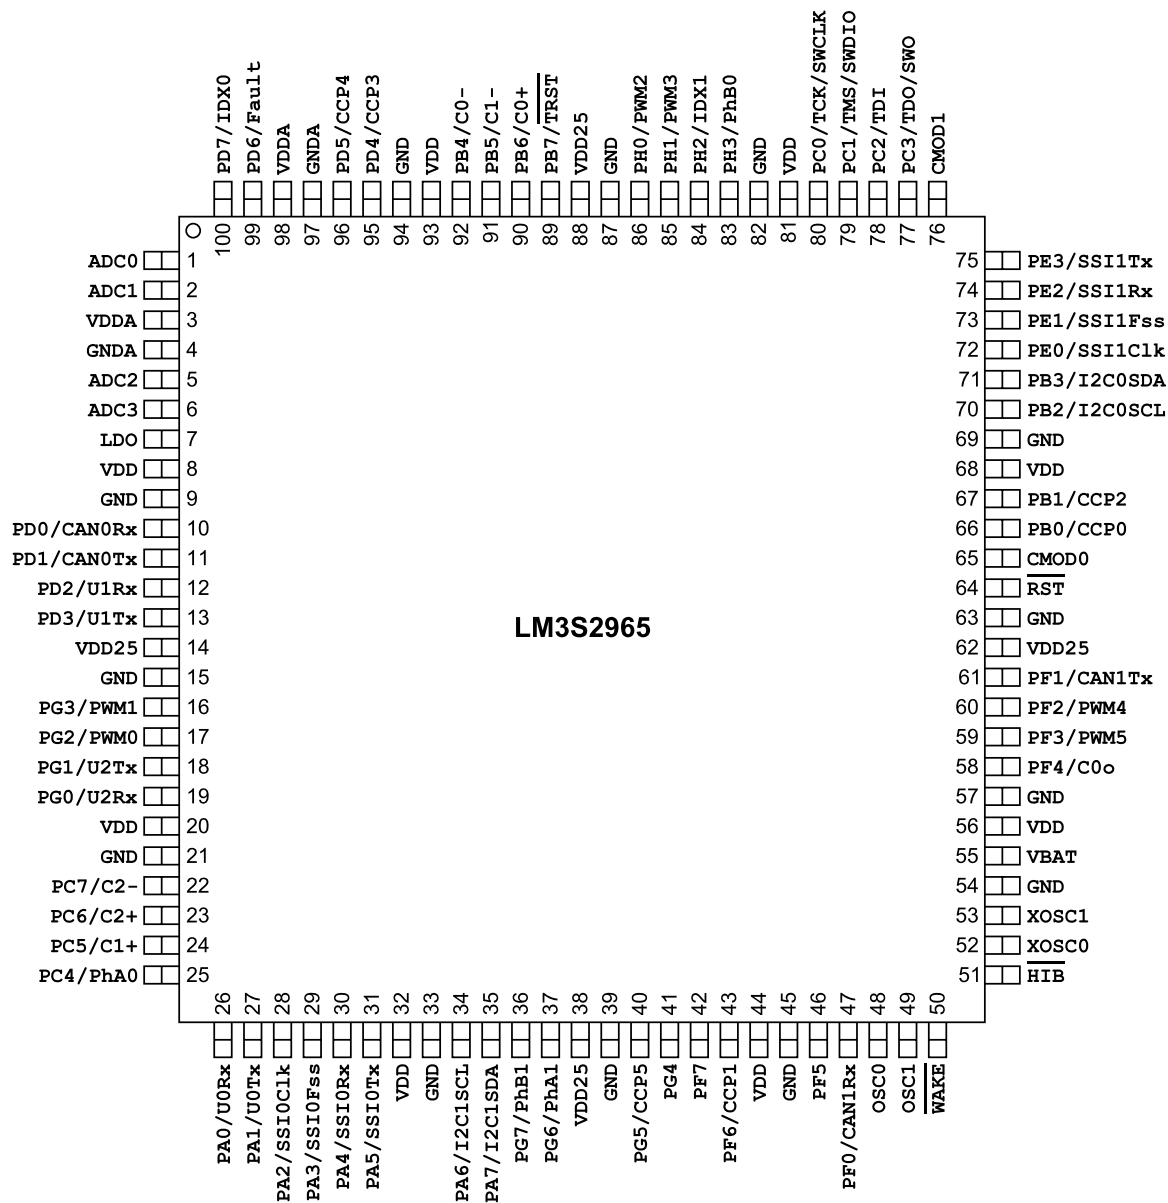 PD7/IDX0
PD6/Fault
VDDA
GNDA
PD5/CCP4
PD4/CCP3
GND
VDD
PB4/C0-
PB5/C1-
PB6/C0+
PB7/TRST
VDD25
GND
PH0/PWM2
PH1/PWM3
PH2/IDX1
PH3/PhB0
GND
VDD
PC0/TCK/SWCLK
PC1/TMS/SWDIO
PC2/TDI
PC3/TDO/SWO
CMOD1
100
99
98
97
96
95
94
93
92
91
90
89
88
87
86
85
84
83
82
81
80
79
78
77
76
ADC0 1
ADC1 2
VDDA 3
GNDA 4
ADC2 5
ADC3 6
LDO 7
VDD 8
GND 9
PD0/CAN0Rx 10
PD1/CAN0Tx 11
PD2/U1Rx 12
PD3/U1Tx 13
VDD25 14
GND 15
PG3/PWM1 16
PG2/PWM0 17
PG1/U2Tx 18
PG0/U2Rx 19
VDD 20
GND 21
PC7/C2- 22
PC6/C2+ 23
PC5/C1+ 24
PC4/PhA0 25
LM3S2965
75 PE3/SSI1Tx
74 PE2/SSI1Rx
73 PE1/SSI1Fss
72 PE0/SSI1Clk
71 PB3/I2C0SDA
70 PB2/I2C0SCL
69 GND
68 VDD
67 PB1/CCP2
66 PB0/CCP0
65 CMOD0
64 RST
63 GND
62 VDD25
61 PF1/CAN1Tx
60 PF2/PWM4
59 PF3/PWM5
58 PF4/C0o
57 GND
56 VDD
55 VBAT
54 GND
53 XOSC1
52 XOSC0
51 HIB
26
27
28
29
30
31
32
33
34
35
36
37
38
39
40
41
42
43
44
45
46
47
48
49
50
PA0/U0Rx
PA1/U0Tx
PA2/SSI0Clk
PA3/SSI0Fss
PA4/SSI0Rx
PA5/SSI0Tx
VDD
GND
PA6/I2C1SCL
PA7/I2C1SDA
PG7/PhB1
PG6/PhA1
VDD25
GND
PG5/CCP5
PG4
PF7
PF6/CCP1
VDD
GND
PF5
PF0/CAN1Rx
OSC0
OSC1
WAKE